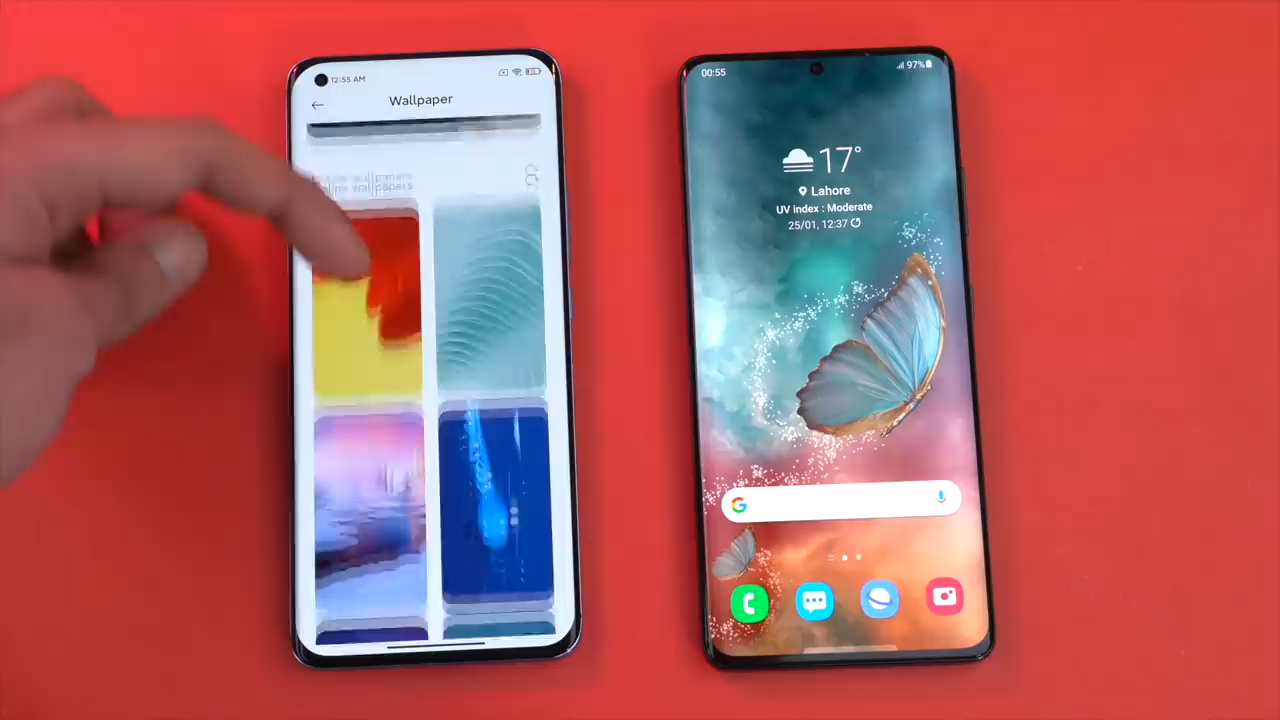 12:55 AM
Wallpaper
00:55
97%
17°
Lahore
UV index : Moderate
25/01, 12:37